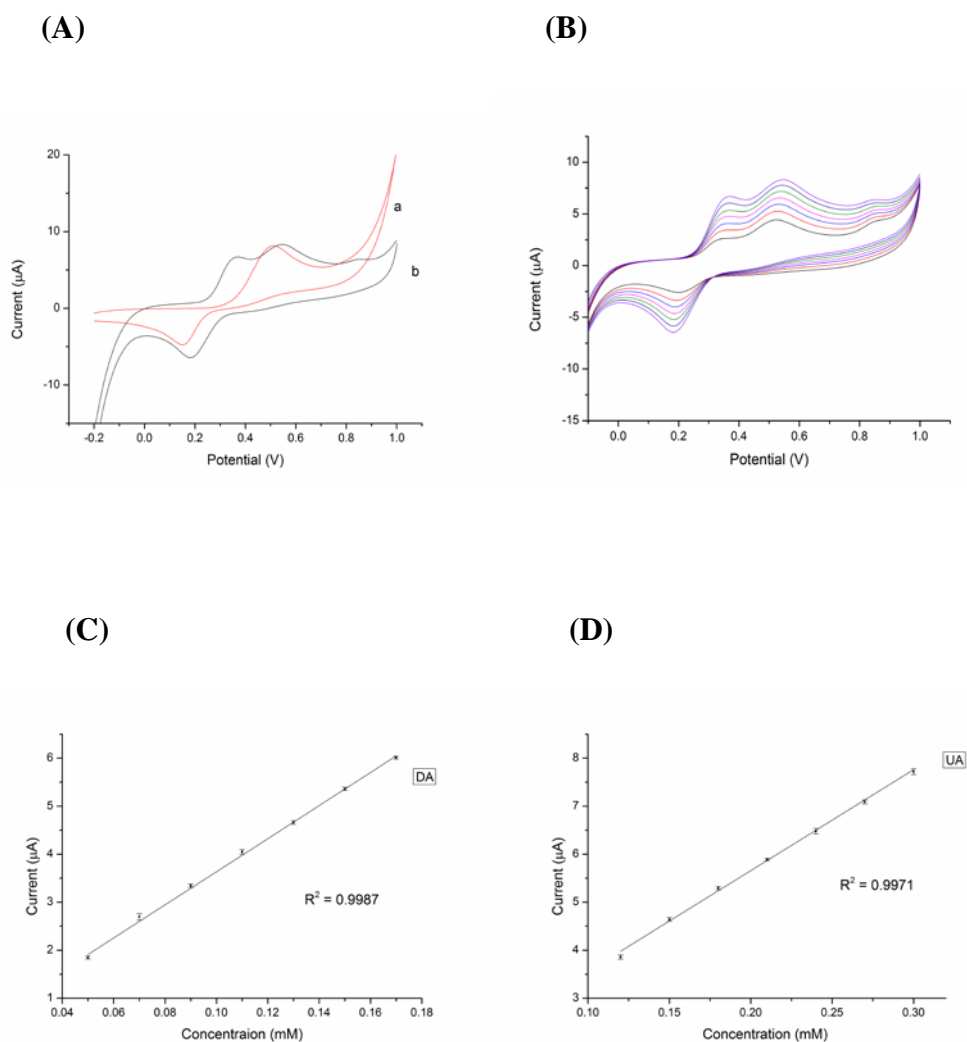 (A)
(B)
20
10
0
-10
Current (µA)
a
b
-0.2 0.0 0.2 0.4 0.6 0.8 1.0
Potential (V)
10
5
0
-5
-10
-15
Current (µA)
0.0 0.2 0.4 0.6 0.8 1.0
Potential (V)
(C)
(D)
6
5
4
3
2
1
Current (µA)
DA
R² = 0.9987
0.04 0.06 0.08 0.10 0.12 0.14 0.16 0.18
Concentraion (mM)
8
7
6
5
4
3
Current (µA)
UA
R² = 0.9971
0.10 0.15 0.20 0.25 0.30
Concentration (mM)